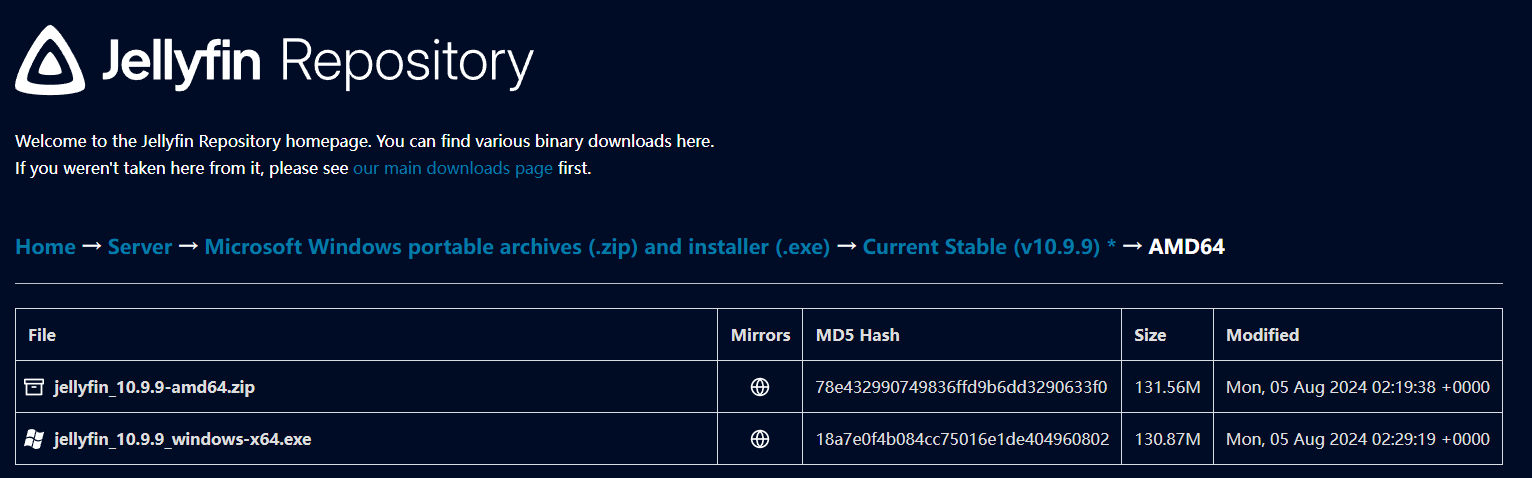 Jellyfin Repository
Welcome to the Jellyfin Repository homepage. You can find various binary downloads here.
If you weren't taken here from it, please see our main downloads page first.
Home → Server → Microsoft Windows portable archives (.zip) and installer (.exe) → Current Stable (v10.9.9) * → AMD64
File Mirrors MD5 Hash Size Modified
jellyfin_10.9.9-amd64.zip 78e432990749836ffd9b6dd3290633f0 131.56M Mon, 05 Aug 2024 02:19:38 +0000
jellyfin_10.9.9_windows-x64.exe 18a7e0f4b084cc75016e1de404960802 130.87M Mon, 05 Aug 2024 02:29:19 +0000